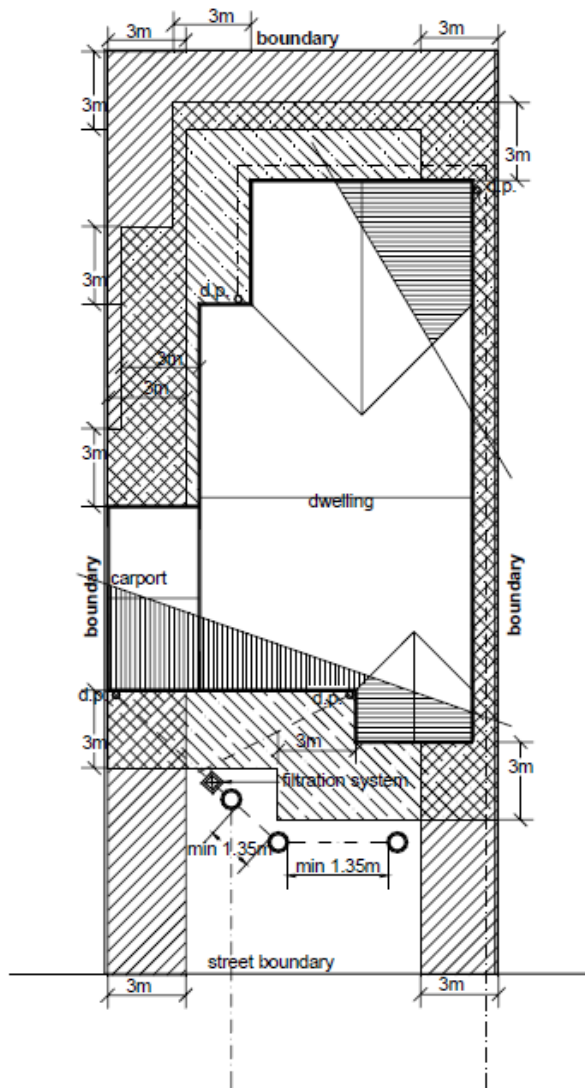 3m
3m 3m
boundary
3m
3m
d.p.
3m
d.p.
3m
3m
3m
dwelling
boundary
carport
boundary
d.p.
d.p.
3m
3m
3m
filtration system
min 1.35m
min 1.35m
street boundary
3m
3m